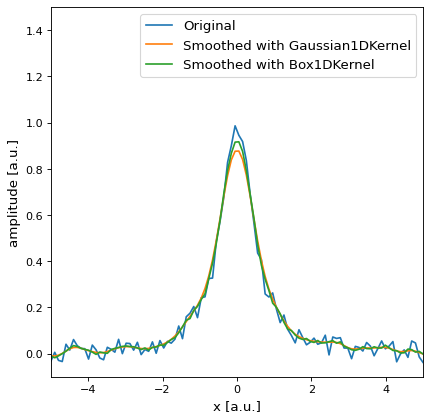 Original
Smoothed with Gaussian1DKernel
Smoothed with Box1DKernel
amplitude [a.u.]
1.4
1.2
1.0
0.8
0.6
0.4
0.2
0.0
−4 −2 0 2 4
x [a.u.]